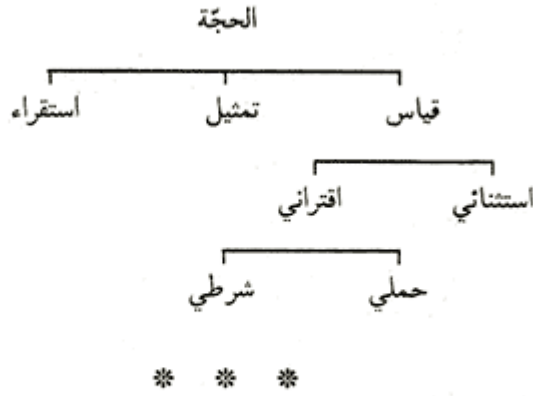 الحجّة
قياس تمثيل استقراء
استثنائي اقتراني
حملي شرطي
* * *